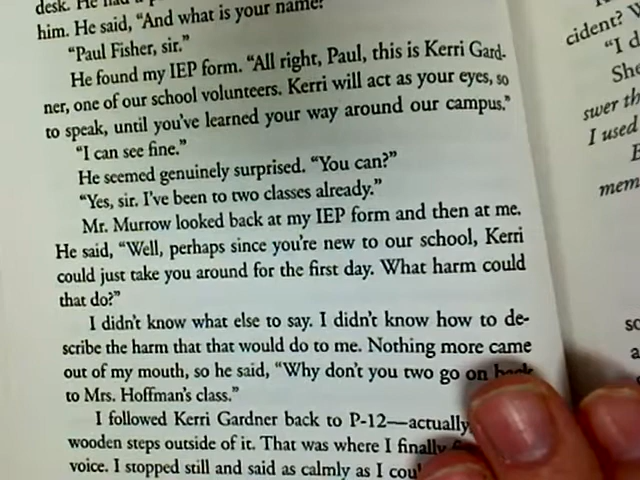 desk. He had a
him. He said, "And what is your name?
"Paul Fisher, sir."
He found my IEP form. "All right, Paul, this is Kerri Gard-
ner, one of our school volunteers. Kerri will act as your eyes, so
to speak, until you've learned your way around our campus."
"I can see fine."
He seemed genuinely surprised. "You can?"
"Yes, sir. I've been to two classes already."
Mr. Murrow looked back at my IEP form and then at me.
He said, "Well, perhaps since you're new to our school, Kerri
could just take you around for the first day. What harm could
that do?"
I didn't know what else to say. I didn't know how to de-
scribe the harm that that would do to me. Nothing more came
out of my mouth, so he said, "Why don't you two go on back
to Mrs. Hoffman's class."
I followed Kerri Gardner back to P-12—actually,
wooden steps outside of it. That was where I finally
voice. I stopped still and said as calmly as I
cident?
"I
She
swer
I used